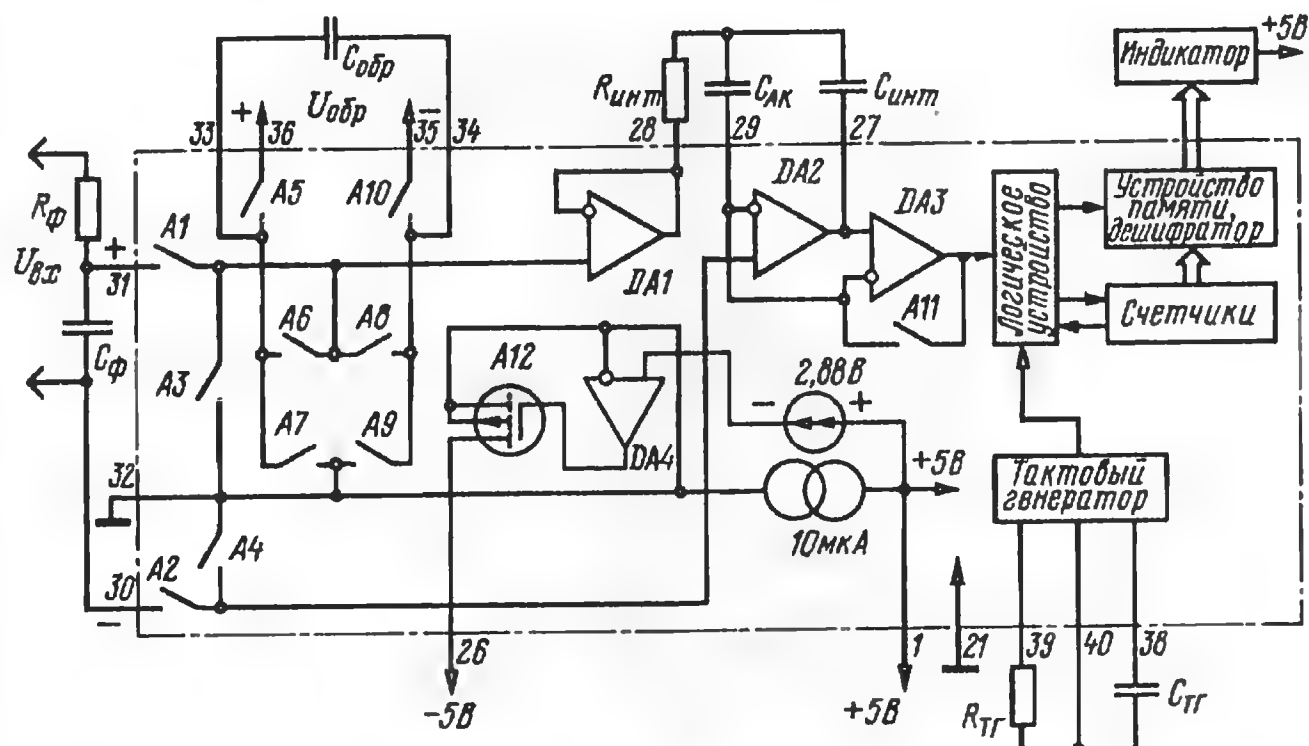 Cобр
+5В
Индикатор
Uобр
+
−
33
36
35
34
Rинт
28
CАК
29
Cинт
27
Rф
Uвх
+
31
Cф
A1
A5
A10
DA1
DA2
DA3
A11
Логическое устройство
Устройство
памяти,
дешифратор
Счетчики
A3
A6
A8
A7
A9
A12
DA4
2,88В
−
+
+5В
10мкА
Тактовый
гвнератор
32
A4
30
A2
−
26
−5В
1
+5В
21
39
40
38
RТГ
CТГ